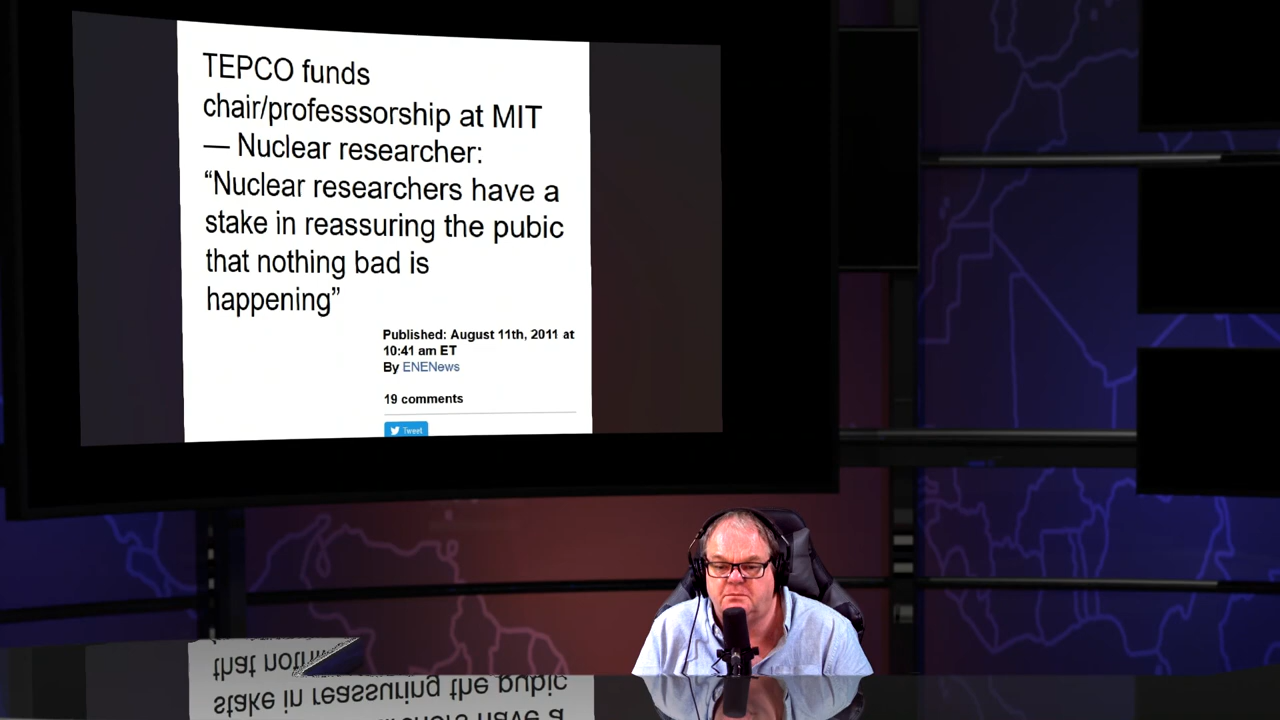 TEPCO funds
chair/professsorship at MIT
— Nuclear researcher:
“Nuclear researchers have a
stake in reassuring the pubic
that nothing bad is
happening”
Published: August 11th, 2011 at
10:41 am ET
By ENENews
19 comments
Tweet